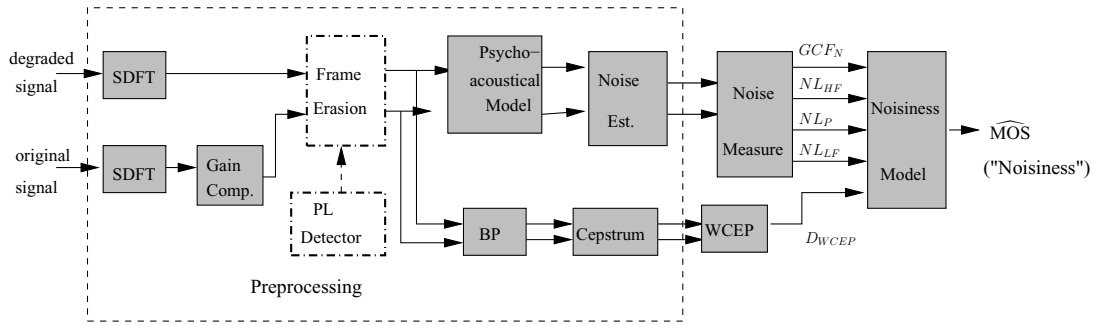 degraded
signal
SDFT
original
signal
SDFT
Gain
Comp.
Frame
Erasion
PL
Detector
Preprocessing
Psycho−
acoustical
Model
Noise
Est.
BP
Cepstrum
Noise
Measure
WCEP
GCF_N
NL_HF
NL_P
NL_LF
D_WCEP
Noisiness
Model
M̂OS
("Noisiness")